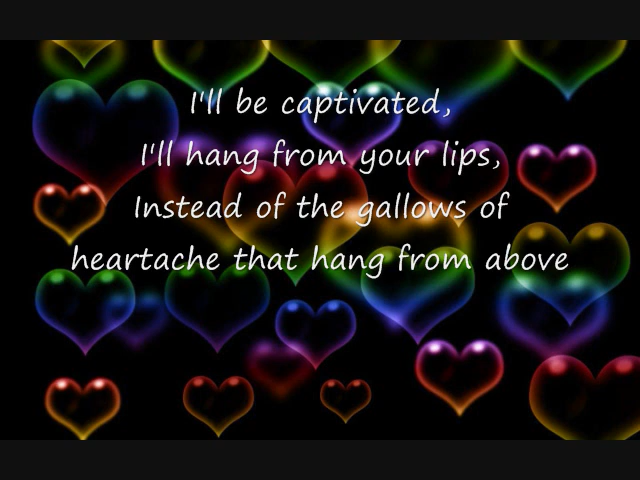 I'll be captivated,
I'll hang from your lips,
Instead of the gallows of
heartache that hang from above